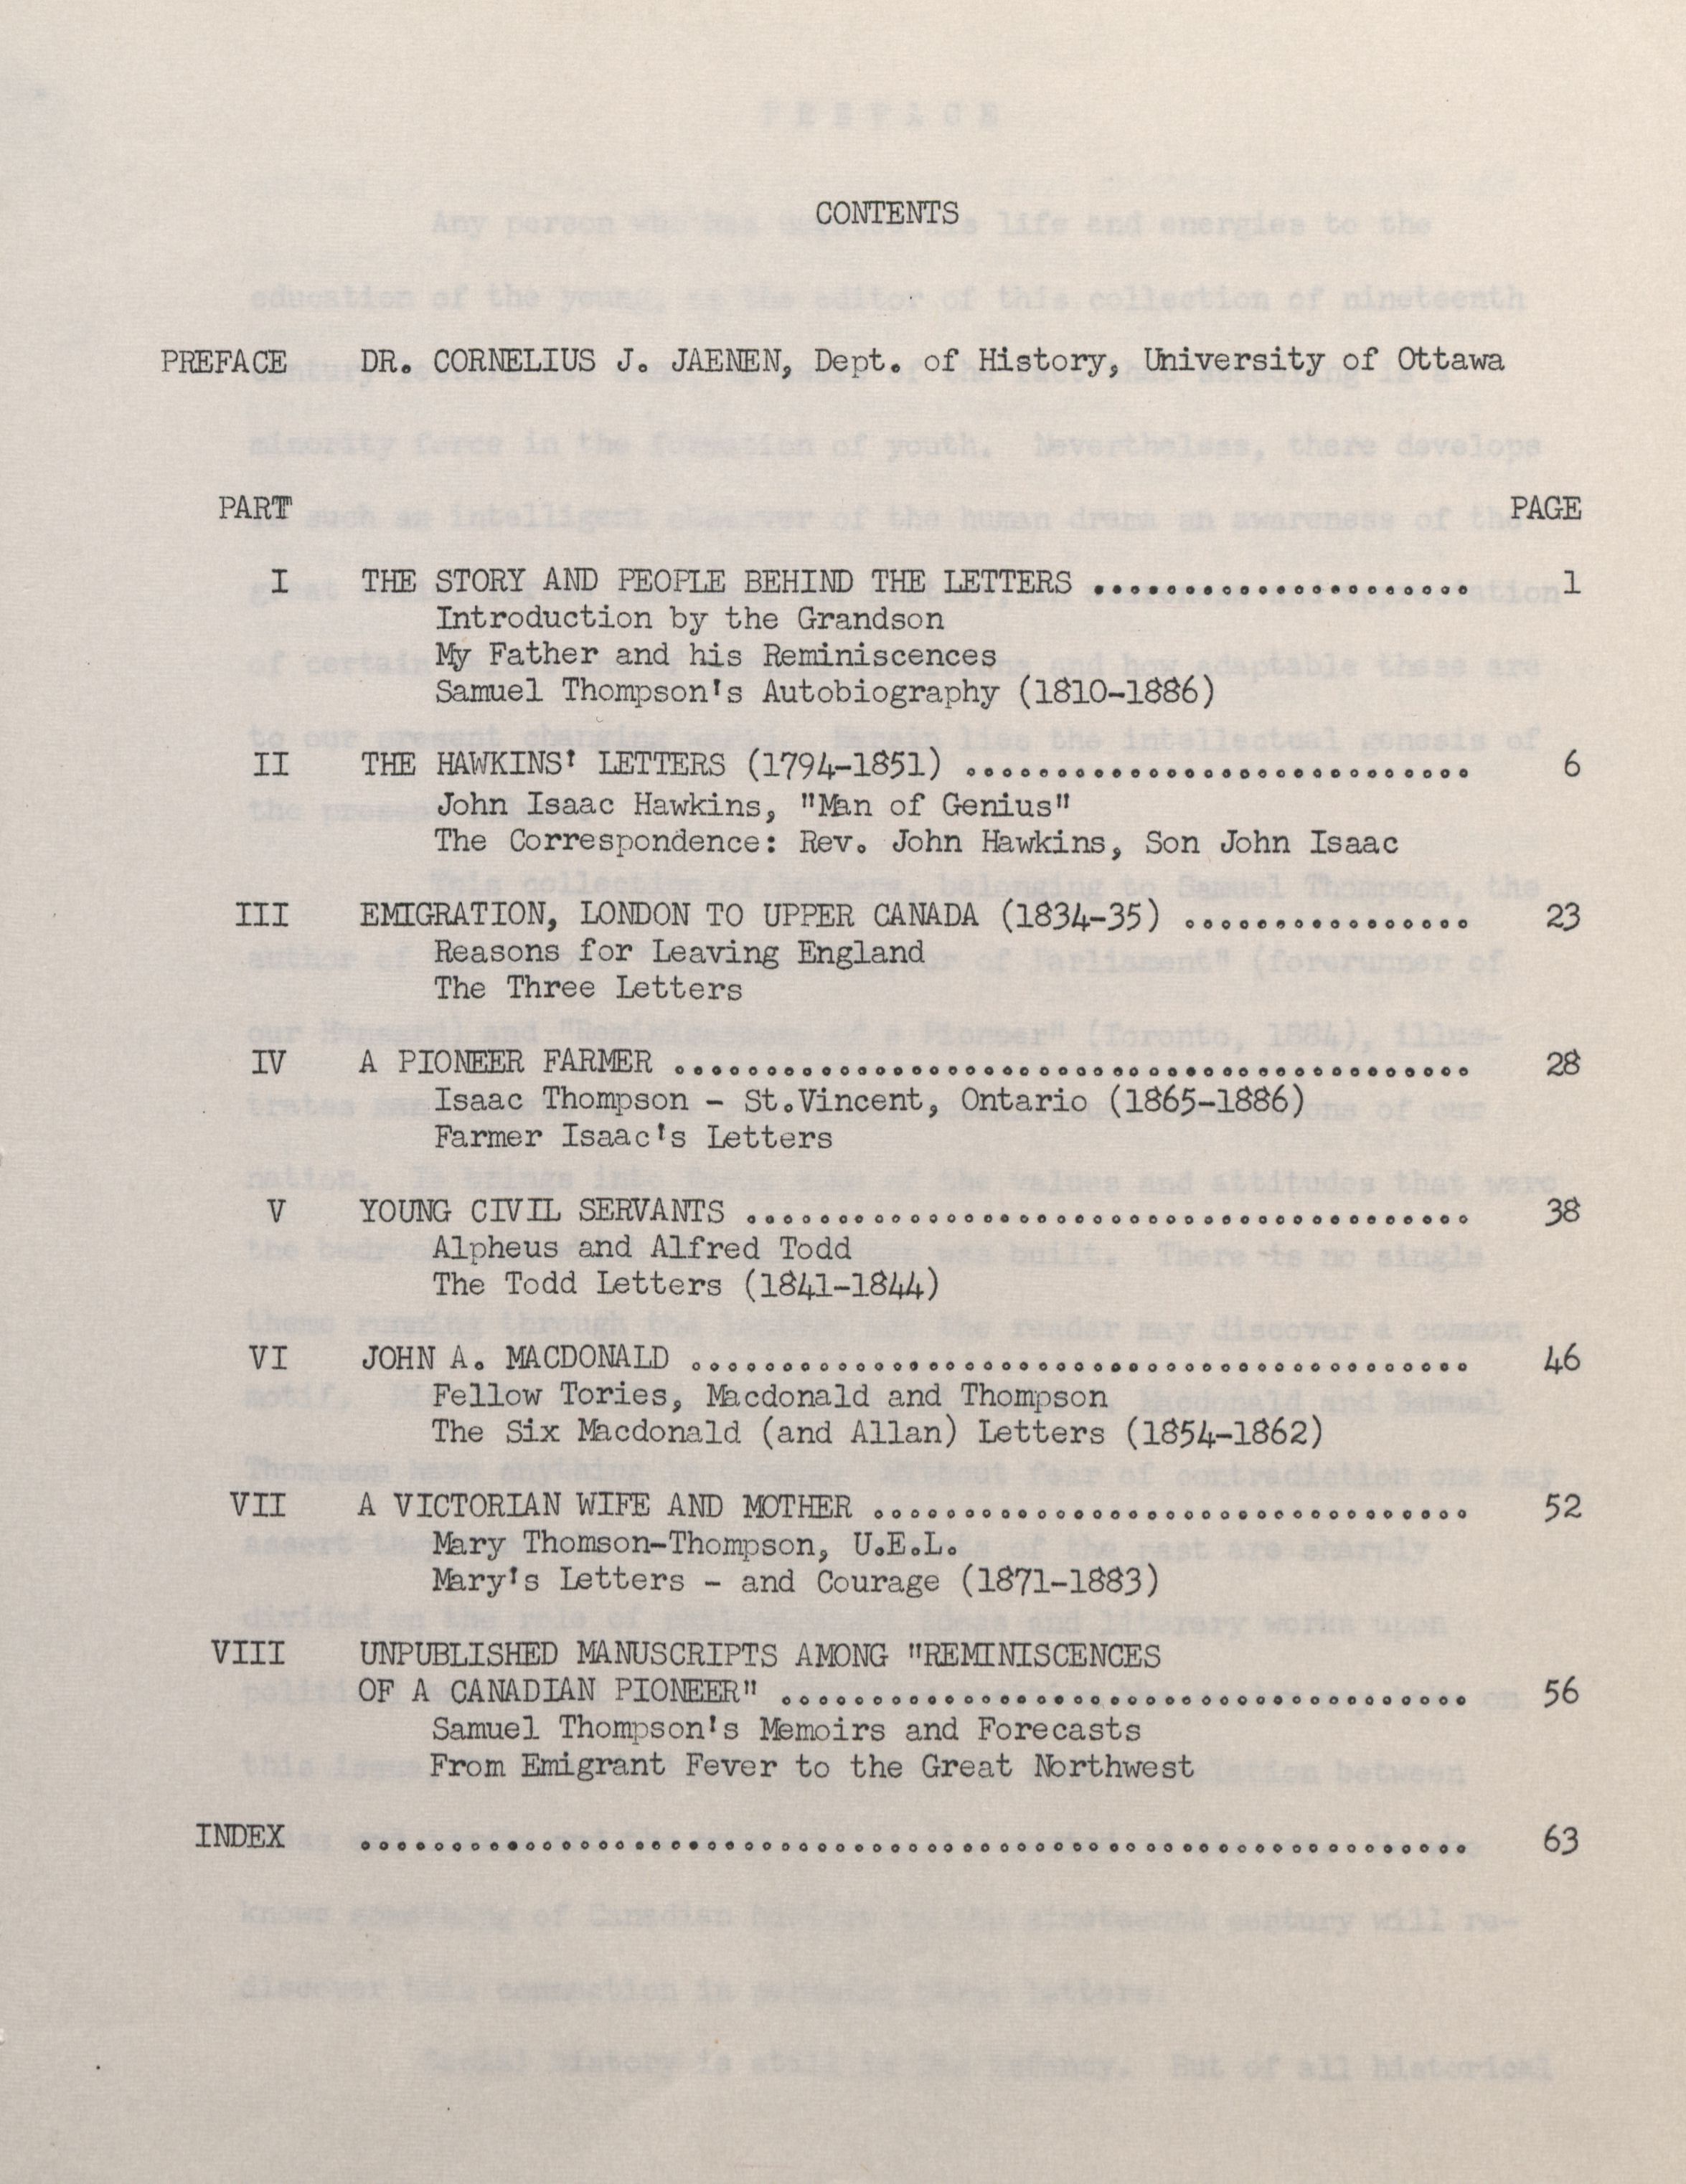 CONTENTS
PREFACE DR. CORNELIUS J. JAENEN, Dept. of History, University of Ottawa
PART PAGE
I THE STORY AND PEOPLE BEHIND THE LETTERS ..................... 1
Introduction by the Grandson
My Father and his Reminiscences
Samuel Thompson's Autobiography (1810-1886)
II THE HAWKINS' LETTERS (1794-1851) ............................ 6
John Isaac Hawkins, "Man of Genius"
The Correspondence: Rev. John Hawkins, Son John Isaac
III EMIGRATION, LONDON TO UPPER CANADA (1834-35) ................ 23
Reasons for Leaving England
The Three Letters
IV A PIONEER FARMER ............................................ 28
Isaac Thompson - St.Vincent, Ontario (1865-1886)
Farmer Isaac's Letters
V YOUNG CIVIL SERVANTS ........................................ 38
Alpheus and Alfred Todd
The Todd Letters (1841-1844)
VI JOHN A. MACDONALD ........................................... 46
Fellow Tories, Macdonald and Thompson
The Six Macdonald (and Allan) Letters (1854-1862)
VII A VICTORIAN WIFE AND MOTHER ................................. 52
Mary Thomson-Thompson, U.E.L.
Mary's Letters - and Courage (1871-1883)
VIII UNPUBLISHED MANUSCRIPTS AMONG "REMINISCENCES
OF A CANADIAN PIONEER" ...................................... 56
Samuel Thompson's Memoirs and Forecasts
From Emigrant Fever to the Great Northwest
INDEX ............................................................. 63